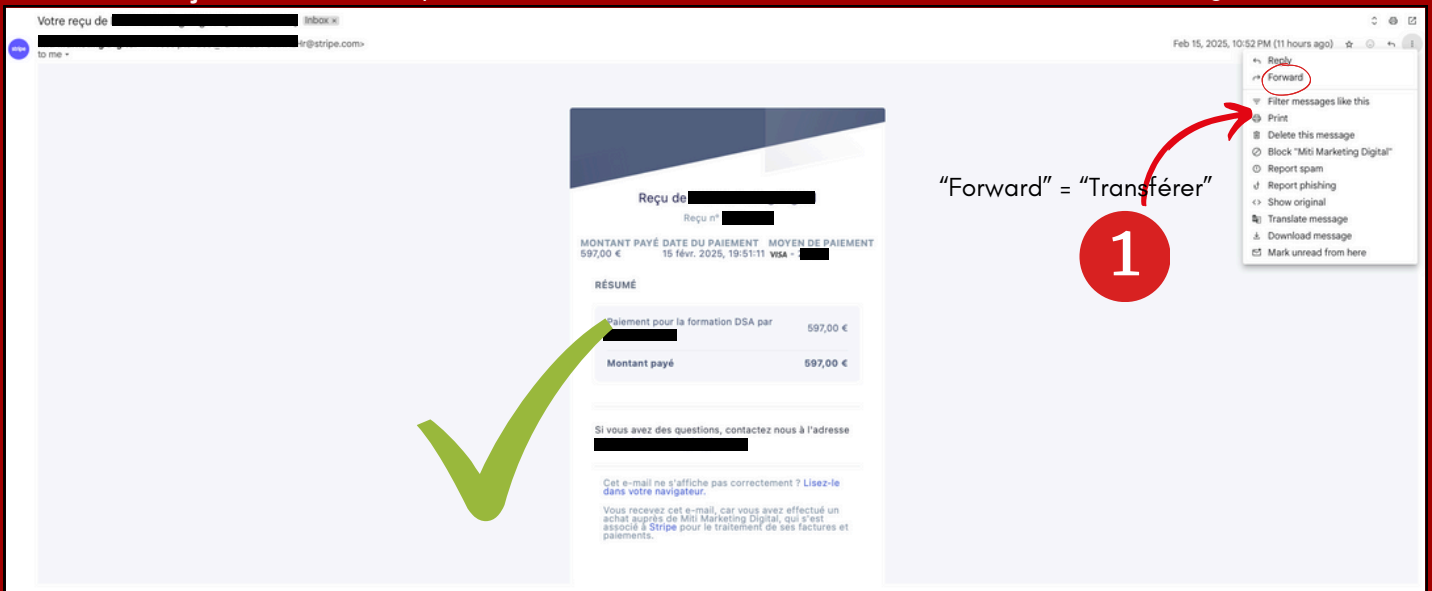 Votre reçu de
Inbox ×
Hr@stripe.com>
to me
Feb 15, 2025, 10:52 PM (11 hours ago)
stripe
Reply
Forward
Filter messages like this
Print
Delete this message
Block "Miti Marketing Digital"
Report spam
Report phishing
Show original
Translate message
Download message
Mark unread from here
“Forward” = “Transférer”
1
Reçu de
Reçu n°
MONTANT PAYÉ DATE DU PAIEMENT MOYEN DE PAIEMENT
597,00 € 15 févr. 2025, 19:51:11 VISA -
RÉSUMÉ
Paiement pour la formation DSA par
597,00 €
Montant payé 597,00 €
Si vous avez des questions, contactez nous à l'adresse
Cet e-mail ne s'affiche pas correctement ? Lisez-le
dans votre navigateur.
Vous recevez cet e-mail, car vous avez effectué un
achat auprès de Miti Marketing Digital, qui s'est
associé à Stripe pour le traitement de ses factures et
paiements.